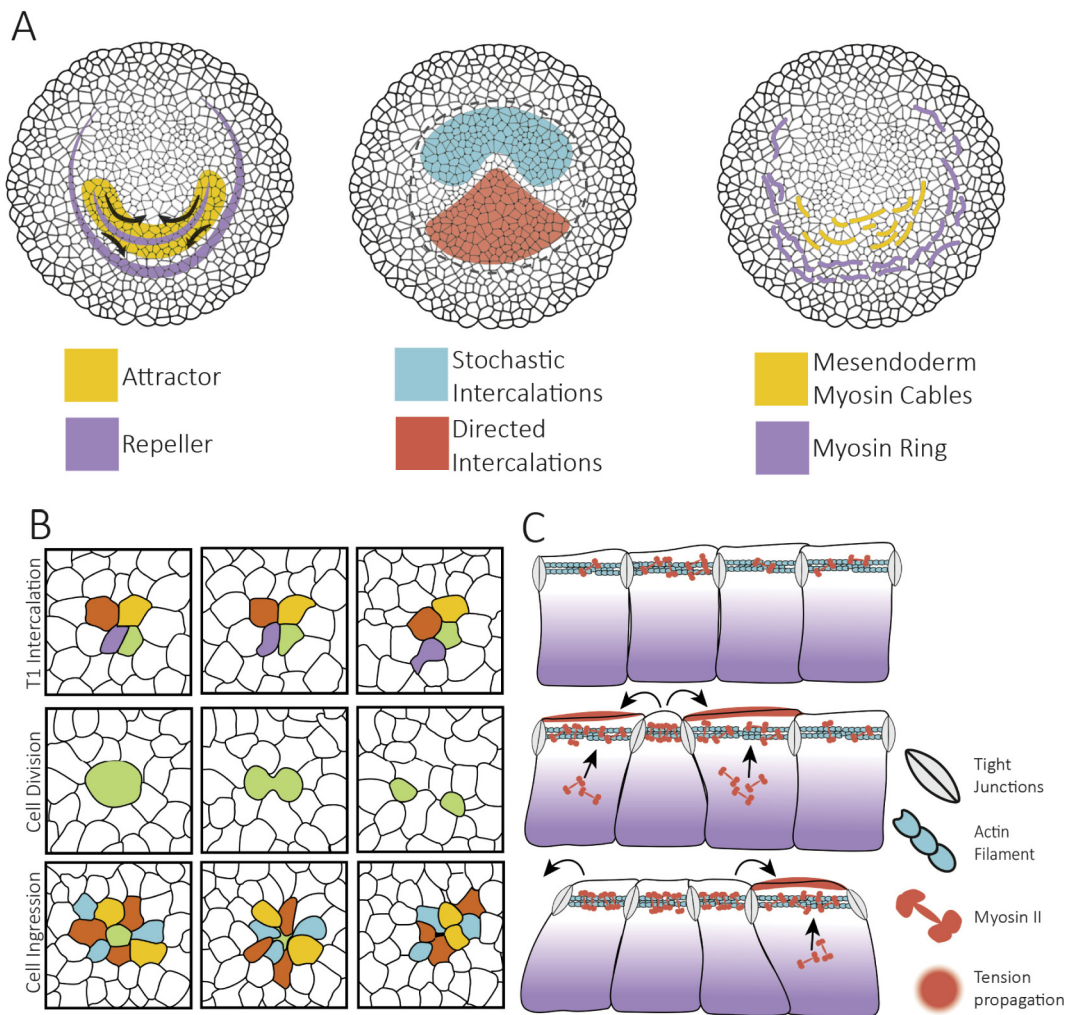 A
Attractor
Repeller
Stochastic
Intercalations
Directed
Intercalations
Mesendoderm
Myosin Cables
Myosin Ring
B
T1 Intercalation
Cell Division
Cell Ingression
C
Tight
Junctions
Actin
Filament
Myosin II
Tension
propagation